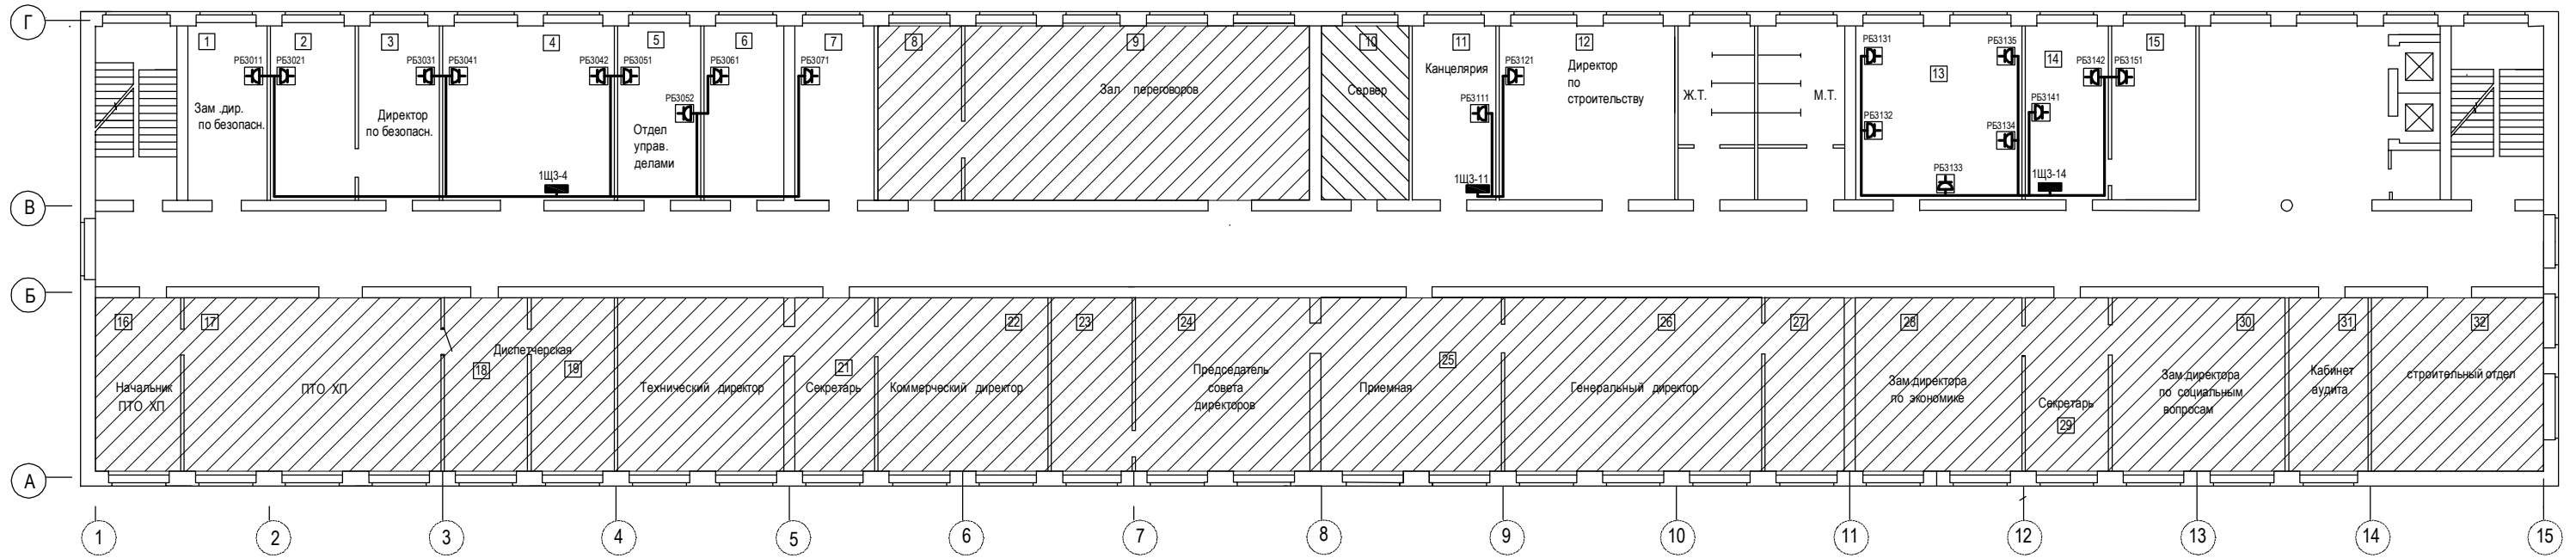 Г
1
2
3
4
5
6
7
8
9
10
11
12
13
14
15
РБ3011
РБ3021
РБ3031
РБ3041
РБ3042
РБ3051
РБ3061
РБ3071
РБ3052
РБ3111
РБ3121
РБ3131
РБ3135
РБ3142
РБ3151
РБ3141
РБ3132
РБ3134
РБ3133
Зам .дир.
по безопасн.
Директор
по безопасн.
Отдел
управ.
делами
1ЩЗ-4
Зал переговоров
Сервер
Канцелярия
1ЩЗ-11
Директор
по
строительству
Ж.Т.
М.Т.
1ЩЗ-14
В
Б
16
17
18
19
21
22
23
24
25
26
27
28
29
30
31
32
Начальник
ПТО ХП
ПТО ХП
Диспетчерская
Технический директор
Секретарь
Коммерческий директор
Председатель
совета
директоров
Приемная
Генеральный директор
Зам.директора
по экономике
Секретарь
Зам.директора
по социальным
вопросам
Кабинет
аудита
строительный отдел
А
1
2
3
4
5
6
7
8
9
10
11
12
13
14
15